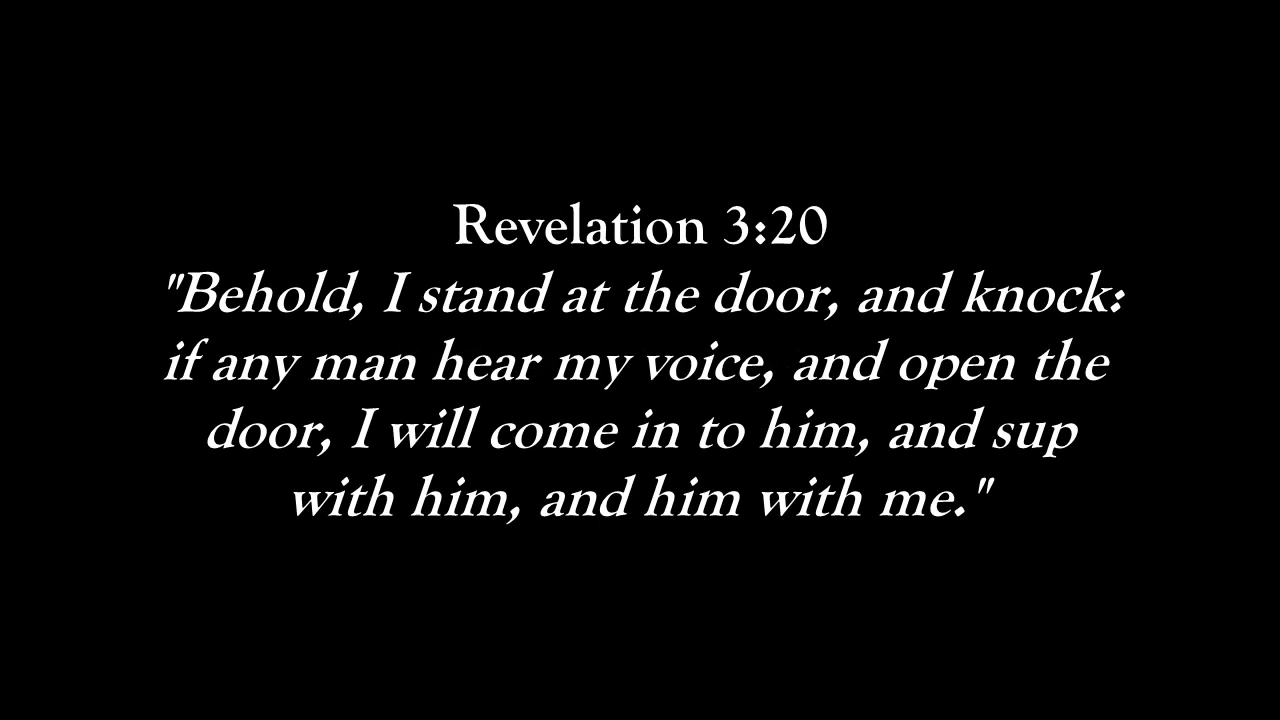 Revelation 3:20
"Behold, I stand at the door, and knock:
if any man hear my voice, and open the
door, I will come in to him, and sup
with him, and him with me."